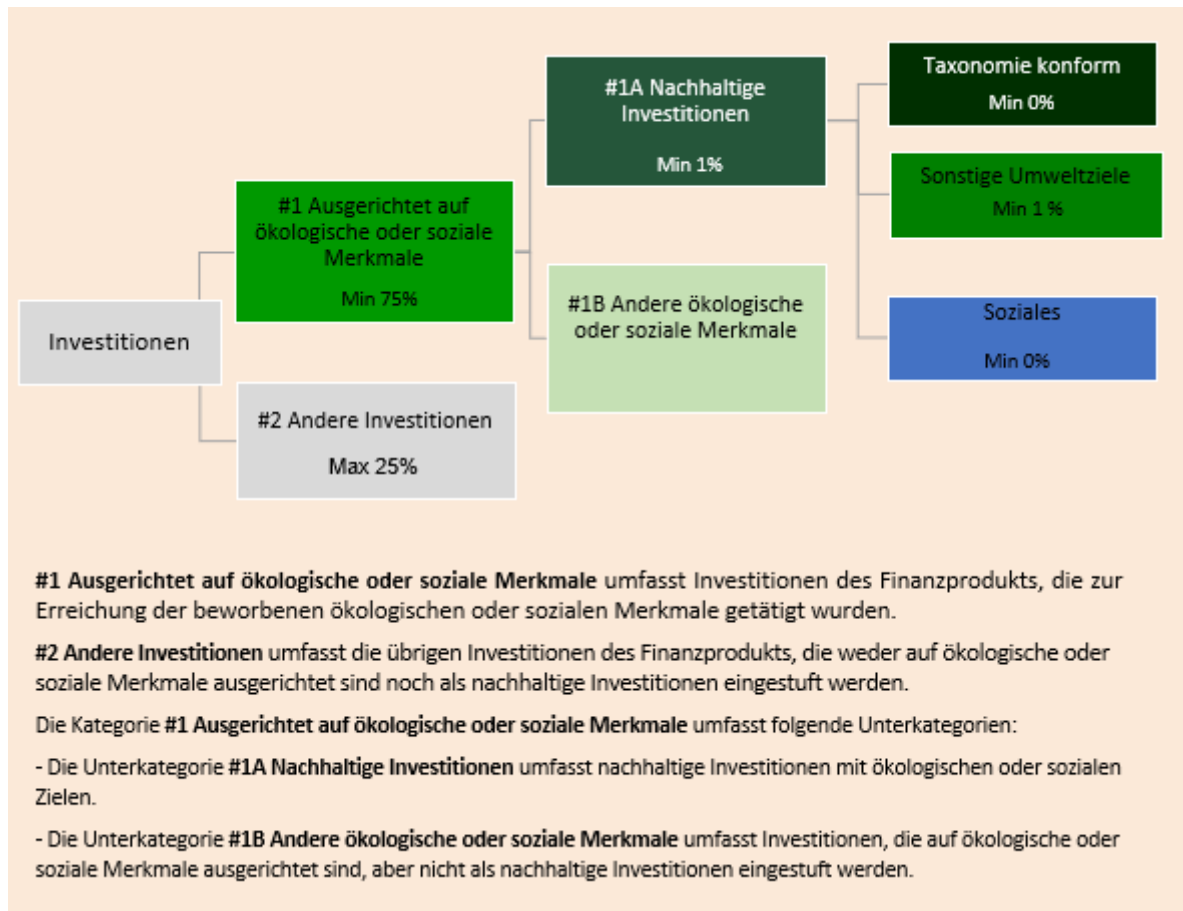 Investitionen
#1 Ausgerichtet auf
ökologische oder soziale
Merkmale
Min 75%
#2 Andere Investitionen
Max 25%
#1A Nachhaltige
Investitionen
Min 1%
#1B Andere ökologische
oder soziale Merkmale
Taxonomie konform
Min 0%
Sonstige Umweltziele
Min 1 %
Soziales
Min 0%
#1 Ausgerichtet auf ökologische oder soziale Merkmale umfasst Investitionen des Finanzprodukts, die zur
Erreichung der beworbenen ökologischen oder sozialen Merkmale getätigt wurden.
#2 Andere Investitionen umfasst die übrigen Investitionen des Finanzprodukts, die weder auf ökologische oder
soziale Merkmale ausgerichtet sind noch als nachhaltige Investitionen eingestuft werden.
Die Kategorie #1 Ausgerichtet auf ökologische oder soziale Merkmale umfasst folgende Unterkategorien:
- Die Unterkategorie #1A Nachhaltige Investitionen umfasst nachhaltige Investitionen mit ökologischen oder sozialen
Zielen.
- Die Unterkategorie #1B Andere ökologische oder soziale Merkmale umfasst Investitionen, die auf ökologische oder
soziale Merkmale ausgerichtet sind, aber nicht als nachhaltige Investitionen eingestuft werden.